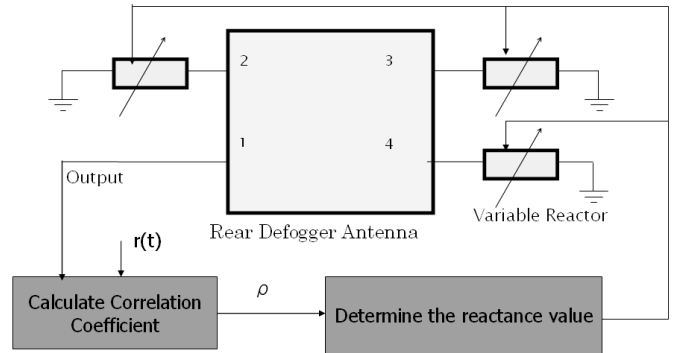 2
3
1
4
Output
Variable Reactor
Rear Defogger Antenna
r(t)
Calculate Correlation
Coefficient
ρ
Determine the reactance value